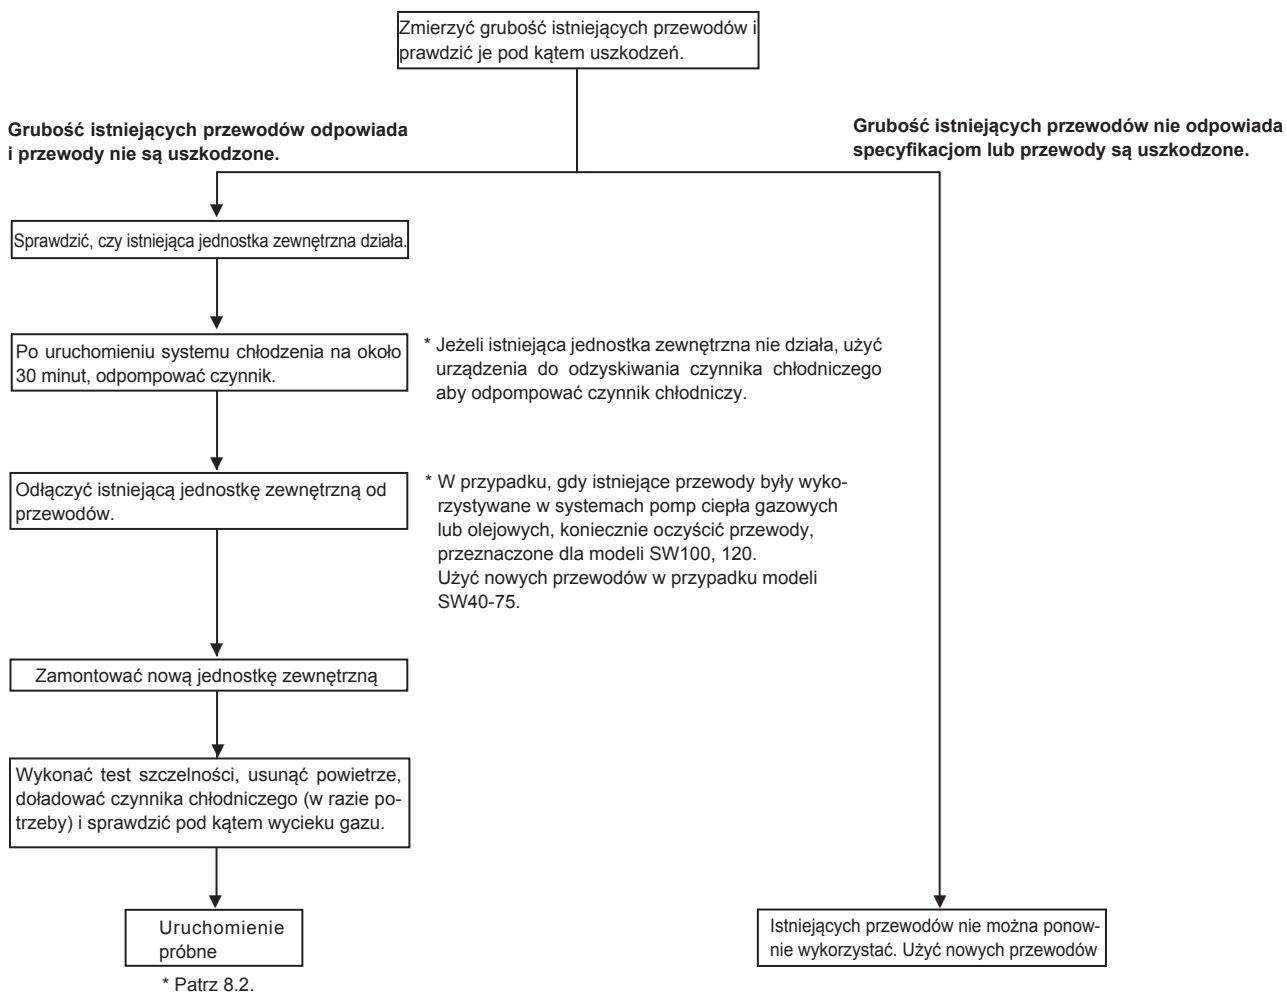 Zmierzyć grubość istniejących przewodów i
prawdzić je pod kątem uszkodzeń.
Grubość istniejących przewodów odpowiada
i przewody nie są uszkodzone.
Grubość istniejących przewodów nie odpowiada
specyfikacjom lub przewody są uszkodzone.
Sprawdzić, czy istniejąca jednostka zewnętrzna działa.
Po uruchomieniu systemu chłodzenia na około
30 minut, odpompować czynnik.
* Jeżeli istniejąca jednostka zewnętrzna nie działa, użyć
urządzenia do odzyskiwania czynnika chłodniczego
aby odpompować czynnik chłodniczy.
Odłączyć istniejącą jednostkę zewnętrzną od
przewodów.
* W przypadku, gdy istniejące przewody były wyko-
rzystywane w systemach pomp ciepła gazowych
lub olejowych, koniecznie oczyścić przewody,
przeznaczone dla modeli SW100, 120.
Użyć nowych przewodów w przypadku modeli
SW40-75.
Zamontować nową jednostkę zewnętrzną
Wykonać test szczelności, usunąć powietrze,
doładować czynnika chłodniczego (w razie po-
trzeby) i sprawdzić pod kątem wycieku gazu.
Uruchomienie
próbne
* Patrz 8.2.
Istniejących przewodów nie można ponow-
nie wykorzystać. Użyć nowych przewodów